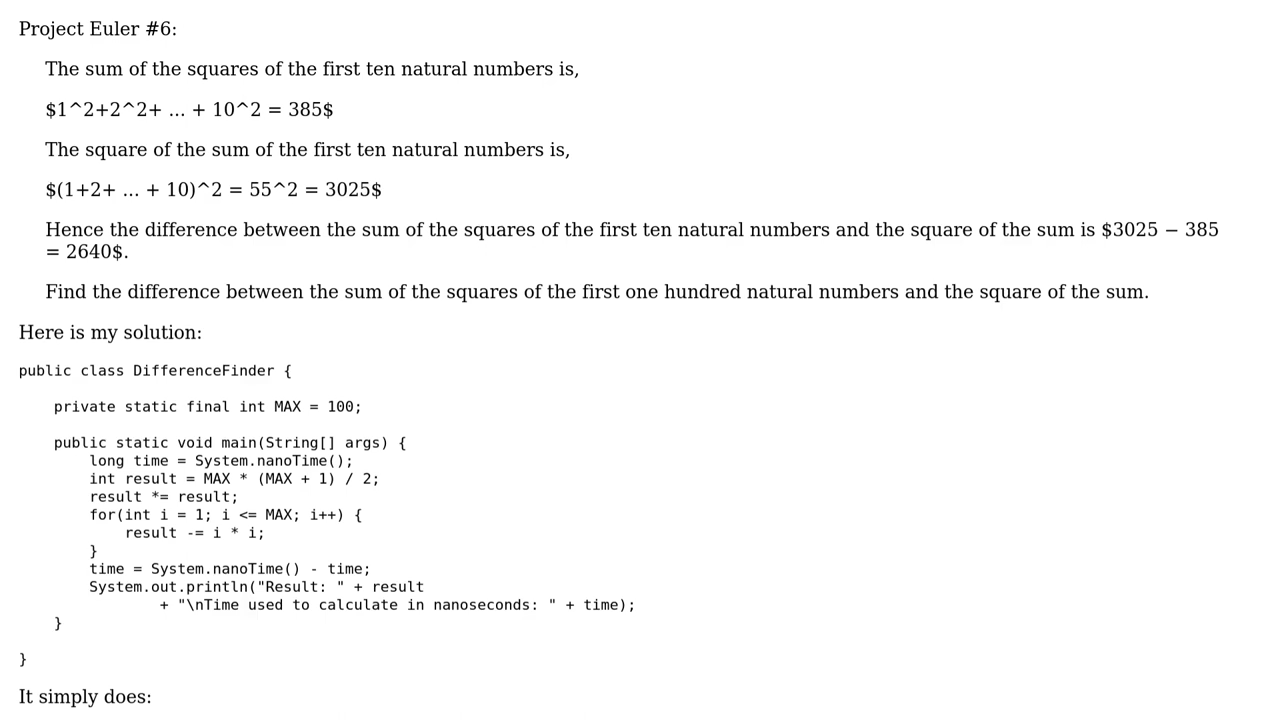 Project Euler #6:
The sum of the squares of the first ten natural numbers is,
$1^2+2^2+ ... + 10^2 = 385$
The square of the sum of the first ten natural numbers is,
$(1+2+ ... + 10)^2 = 55^2 = 3025$
Hence the difference between the sum of the squares of the first ten natural numbers and the square of the sum is $3025 − 385
= 2640$.
Find the difference between the sum of the squares of the first one hundred natural numbers and the square of the sum.
Here is my solution:
public class DifferenceFinder {
    private static final int MAX = 100;
    public static void main(String[] args) {
        long time = System.nanoTime();
        int result = MAX * (MAX + 1) / 2;
        result *= result;
        for(int i = 1; i <= MAX; i++) {
            result -= i * i;
        }
        time = System.nanoTime() - time;
        System.out.println("Result: " + result
                + "\nTime used to calculate in nanoseconds: " + time);
    }
}
It simply does: